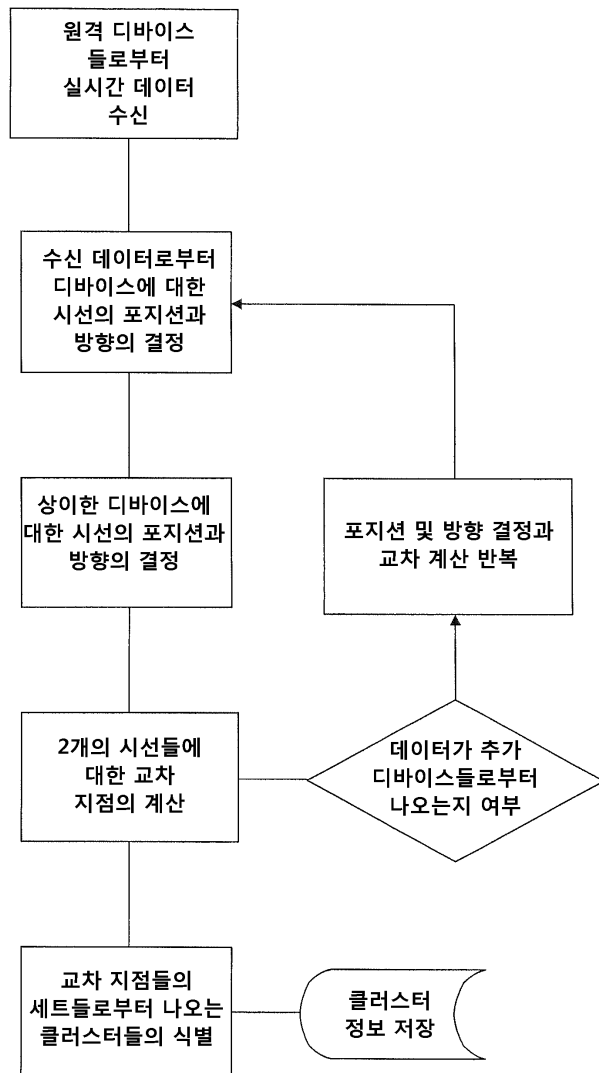 원격 디바이스
들로부터
실시간 데이터
수신
수신 데이터로부터
디바이스에 대한
시선의 포지션과
방향의 결정
상이한 디바이스에
대한 시선의 포지션과
방향의 결정
포지션 및 방향 결정과
교차 계산 반복
2개의 시선들에
대한 교차
지점의 계산
데이터가 추가
디바이스들로부터
나오는지 여부
교차 지점들의
세트들로부터 나오는
클러스터들의 식별
클러스터
정보 저장